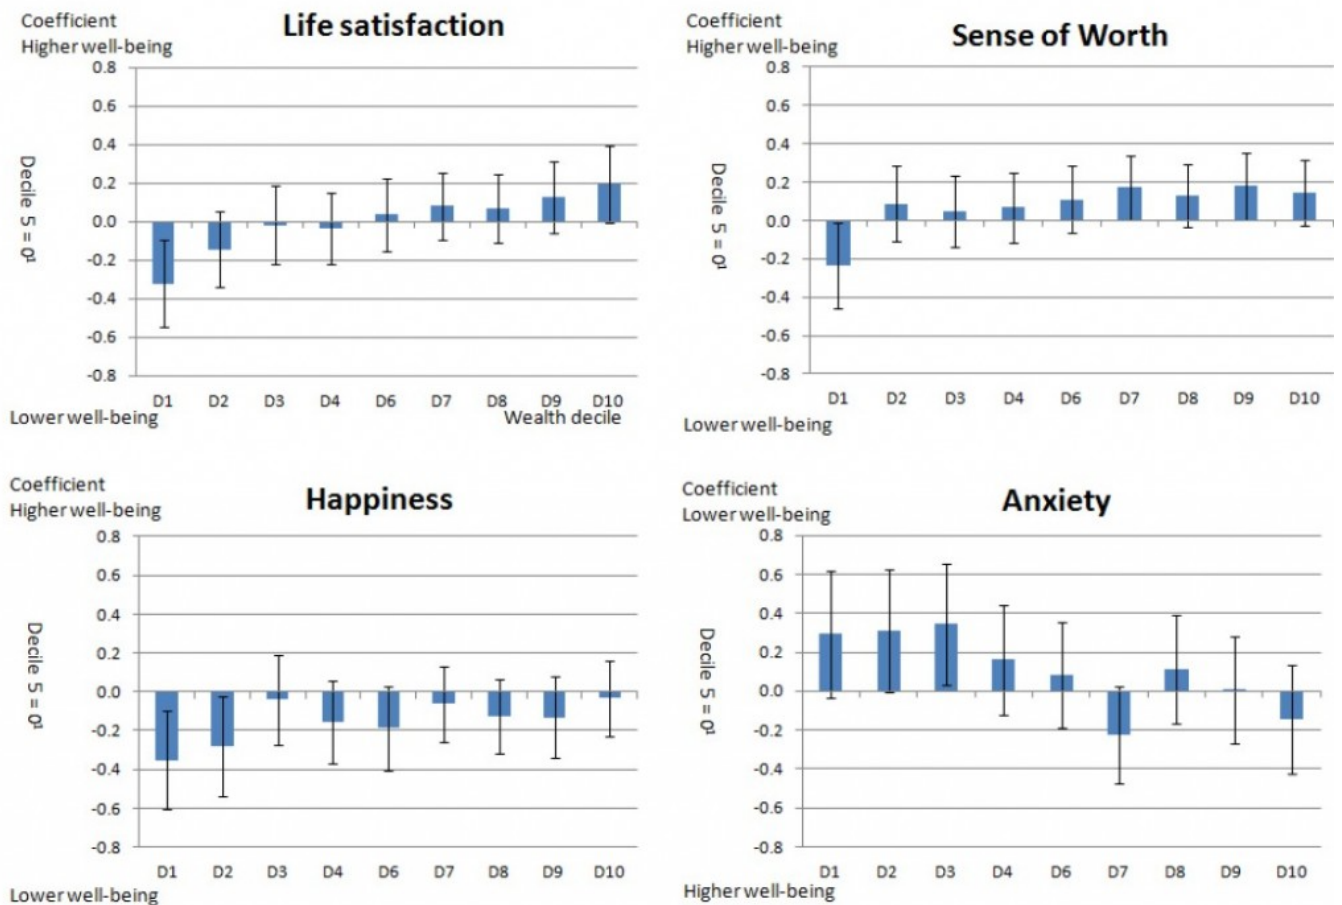 Coefficient
Higher well-being
Life satisfaction
0.8
0.6
0.4
0.2
0.0
-0.2
-0.4
-0.6
-0.8
Decile 5 = 0¹
D1 D2 D3 D4 D6 D7 D8 D9 D10
Lower well-being
Wealth decile
Coefficient
Higher well-being
Sense of Worth
0.8
0.6
0.4
0.2
0.0
-0.2
-0.4
-0.6
-0.8
Decile 5 = 0¹
D1 D2 D3 D4 D6 D7 D8 D9 D10
Lower well-being
Coefficient
Higher well-being
Happiness
0.8
0.6
0.4
0.2
0.0
-0.2
-0.4
-0.6
-0.8
Decile 5 = 0¹
D1 D2 D3 D4 D6 D7 D8 D9 D10
Lower well-being
Coefficient
Lower well-being
Anxiety
0.8
0.6
0.4
0.2
0.0
-0.2
-0.4
-0.6
-0.8
Decile 5 = 0¹
D1 D2 D3 D4 D6 D7 D8 D9 D10
Higher well-being